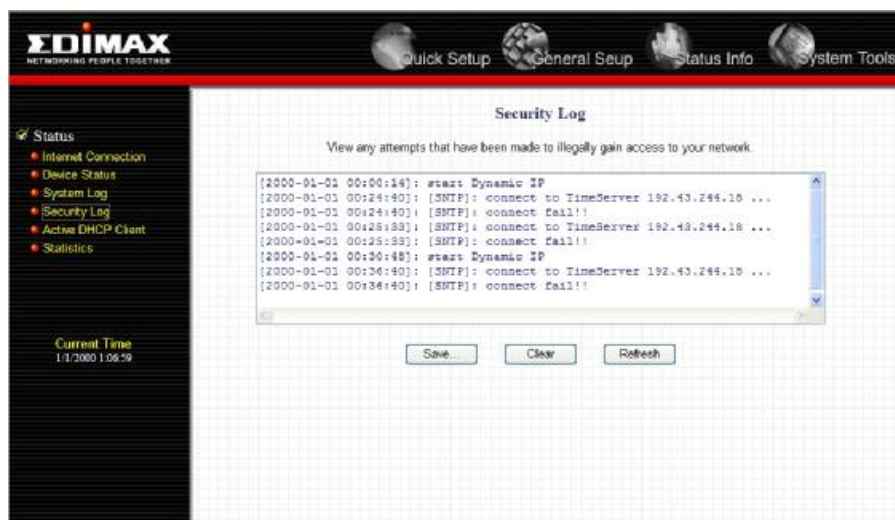 EDIMAX
NETWORKING PEOPLE TOGETHER
Quick Setup
General Seup
Status Info
System Tools
Status
Internet Connection
Device Status
System Log
Security Log
Active DHCP Client
Statistics
Current Time
1/1/2000 1:06:59
Security Log
View any attempts that have been made to illegally gain access to your network.
[2000-01-01 00:00:14]: start Dynamic IP
[2000-01-01 00:24:40]: [SNTP]: connect to TimeServer 192.43.244.18 ...
[2000-01-01 00:24:40]: [SNTP]: connect fail!!
[2000-01-01 00:25:33]: [SNTP]: connect to TimeServer 192.43.244.18 ...
[2000-01-01 00:25:33]: [SNTP]: connect fail!!
[2000-01-01 00:30:48]: start Dynamic IP
[2000-01-01 00:36:40]: [SNTP]: connect to TimeServer 192.43.244.18 ...
[2000-01-01 00:36:40]: [SNTP]: connect fail!!
Save...
Clear
Refresh